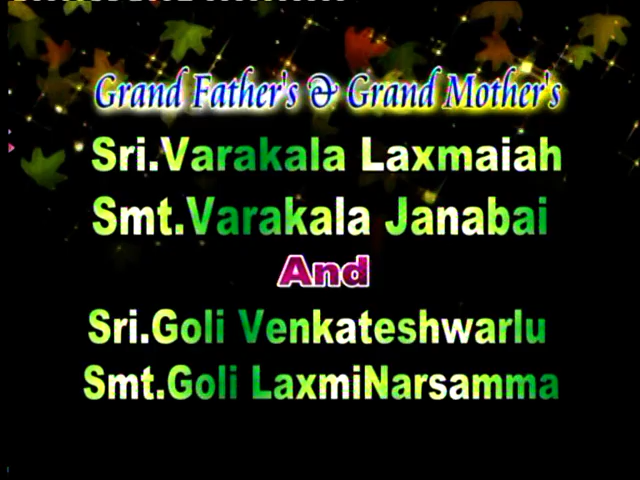 Grand Father's & Grand Mother's
Sri.Varakala Laxmaiah
Smt.Varakala Janabai
And
Sri.Goli Venkateshwarlu
Smt.Goli LaxmiNarsamma